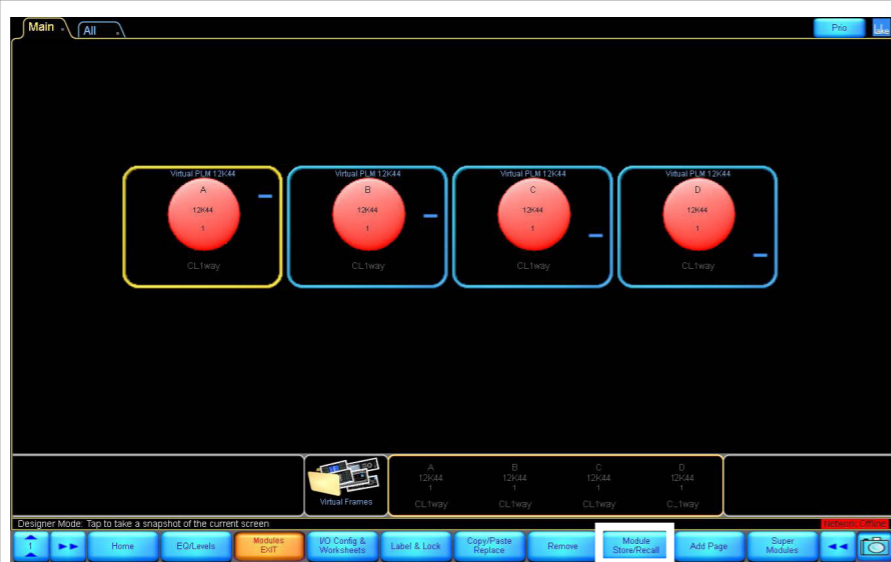 Main
All
Prio
lake
Virtual PLM 12K44
A
12K44
1
CL1way
Virtual PLM 12K44
B
12K44
1
CL1way
Virtual PLM 12K44
C
12K44
1
CL1way
Virtual PLM 12K44
D
12K44
1
CL1way
Virtual Frames
A
12K44
1
CL1way
B
12K44
1
CL1way
C
12K44
1
CL1way
D
12K44
1
C_1way
Designer Mode: Tap to take a snapshot of the current screen
Network Offline
1
Home
EQ/Levels
Modules
EXIT
I/O Config &
Worksheets
Label & Lock
Copy/Paste
Replace
Remove
Module
Store/Recall
Add Page
Super
Modules